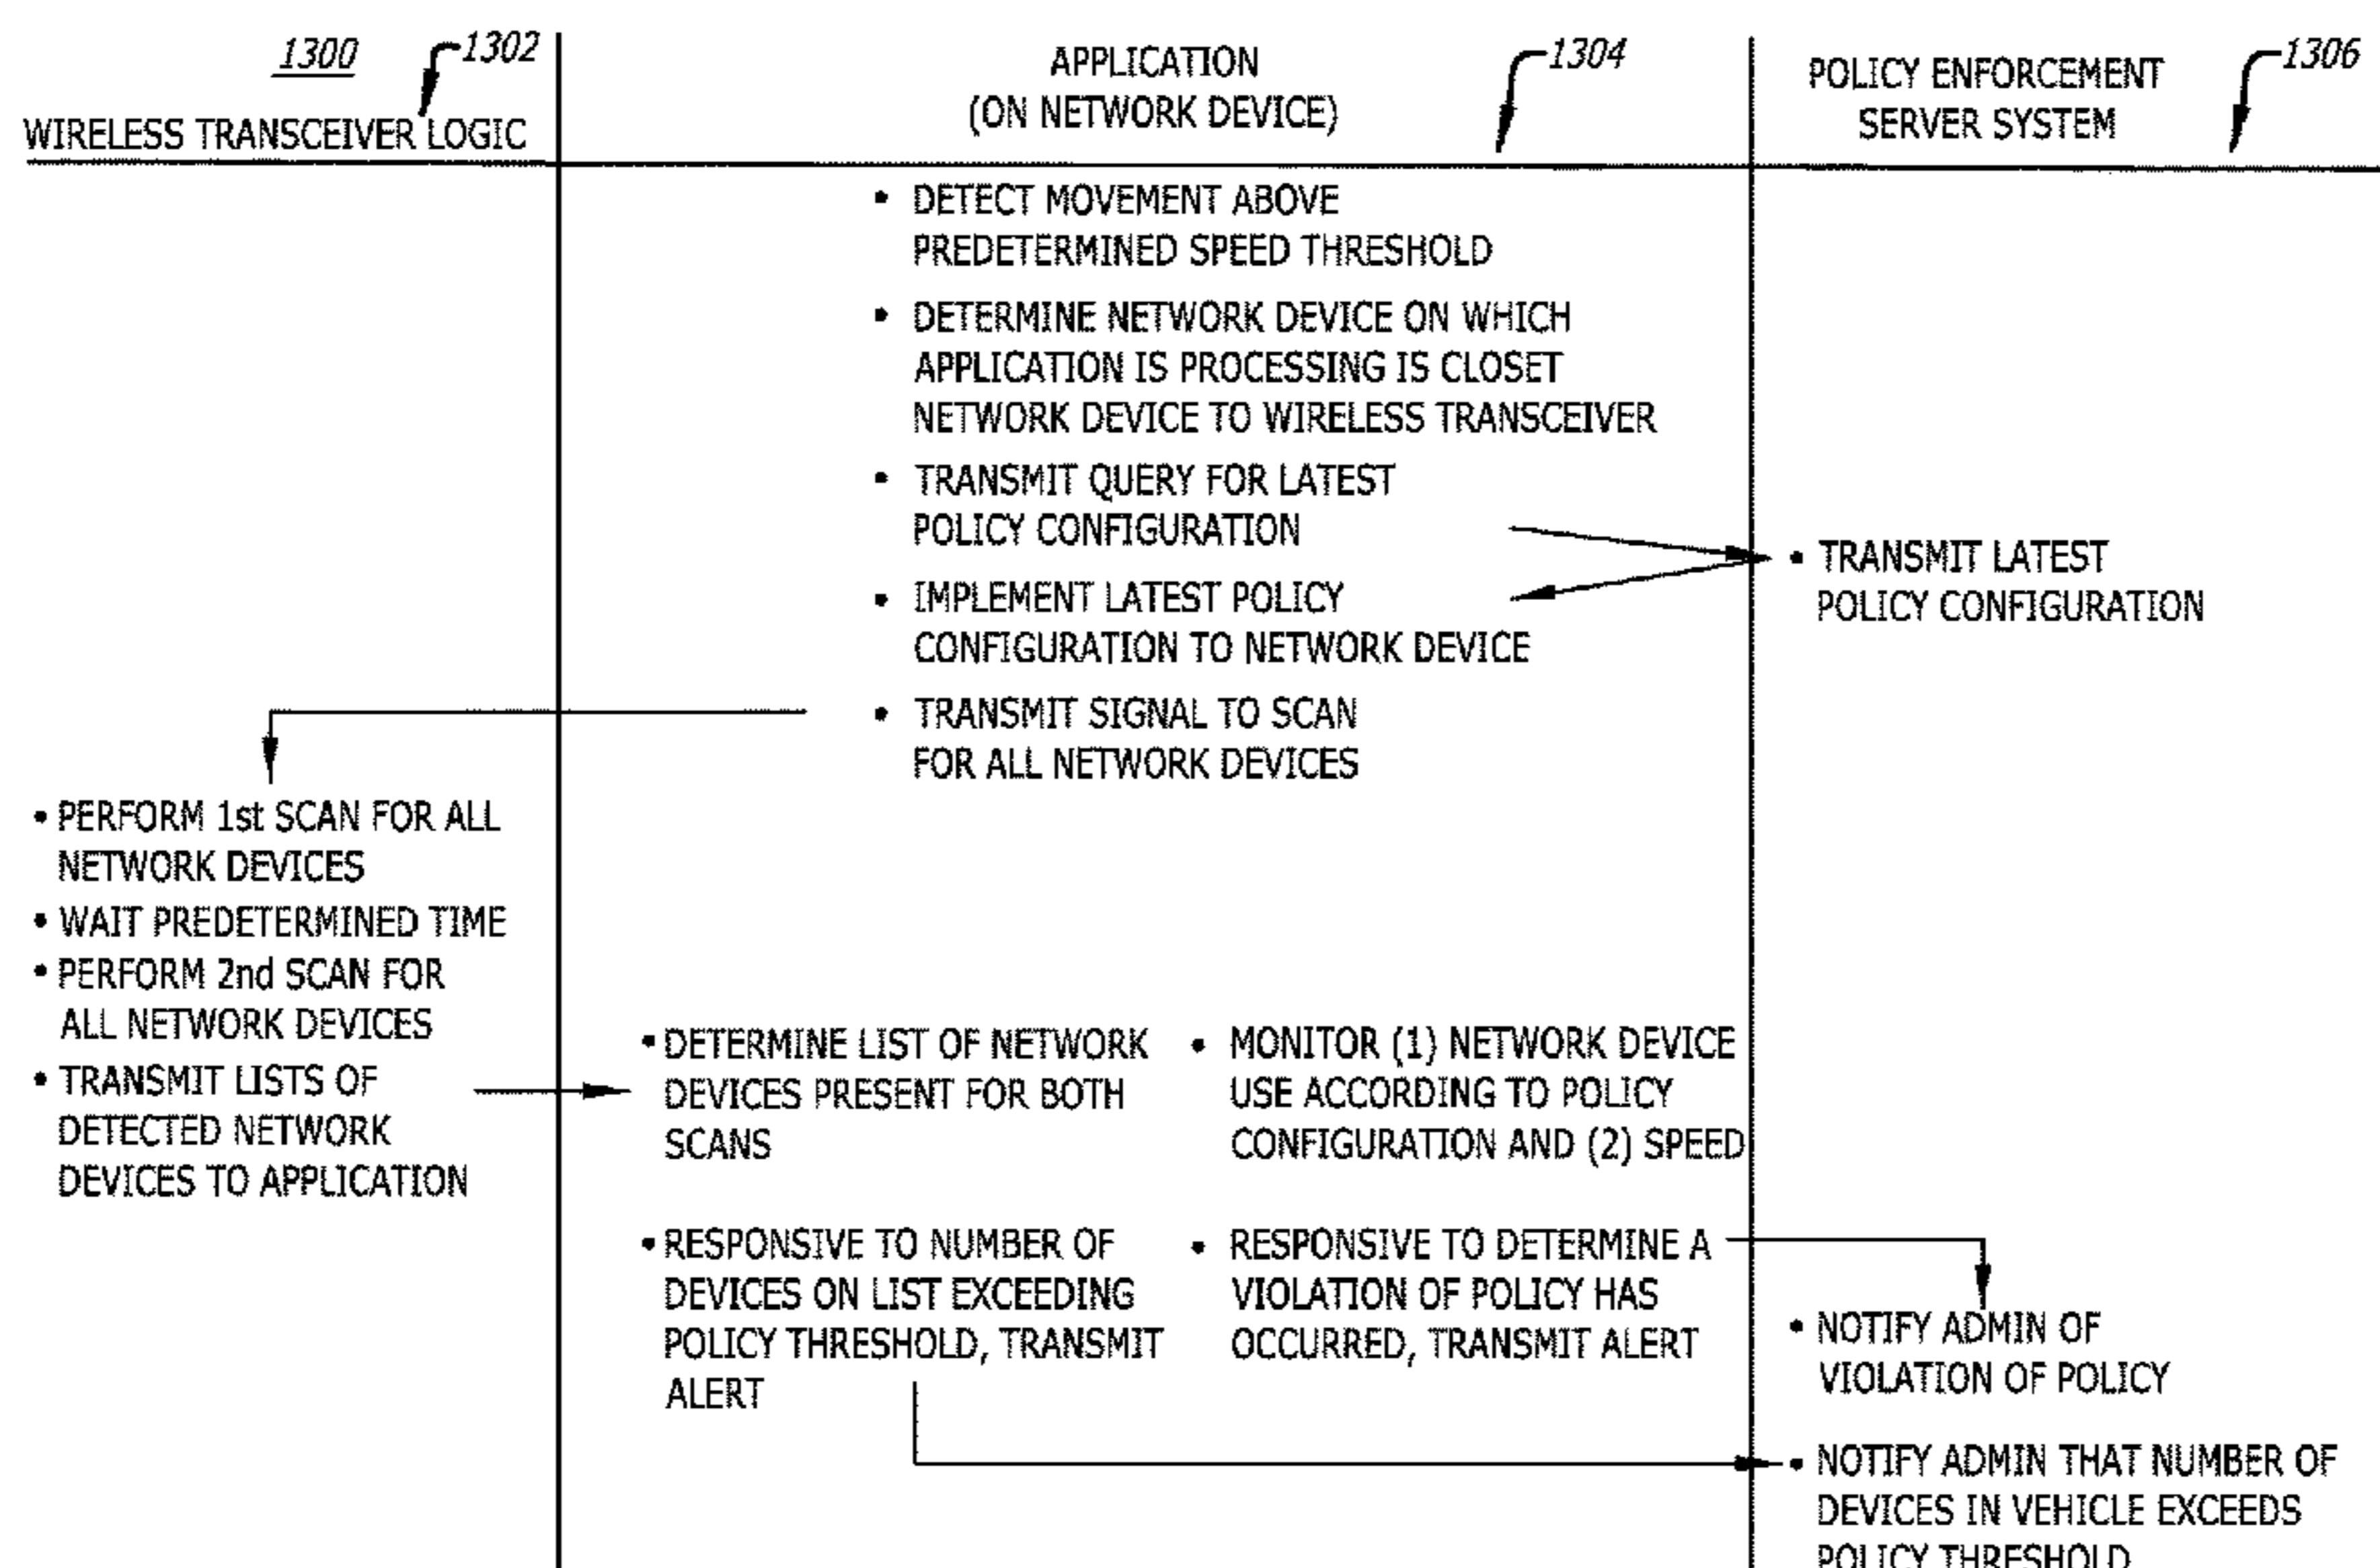 1300
1302
WIRELESS TRANSCEIVER LOGIC
APPLICATION
(ON NETWORK DEVICE)
1304
POLICY ENFORCEMENT
SERVER SYSTEM
1306
• DETECT MOVEMENT ABOVE
PREDETERMINED SPEED THRESHOLD
• DETERMINE NETWORK DEVICE ON WHICH
APPLICATION IS PROCESSING IS CLOSET
NETWORK DEVICE TO WIRELESS TRANSCEIVER
• TRANSMIT QUERY FOR LATEST
POLICY CONFIGURATION
• TRANSMIT LATEST
POLICY CONFIGURATION
• IMPLEMENT LATEST POLICY
CONFIGURATION TO NETWORK DEVICE
• TRANSMIT SIGNAL TO SCAN
FOR ALL NETWORK DEVICES
• PERFORM 1st SCAN FOR ALL
NETWORK DEVICES
• WAIT PREDETERMINED TIME
• PERFORM 2nd SCAN FOR
ALL NETWORK DEVICES
• TRANSMIT LISTS OF
DETECTED NETWORK
DEVICES TO APPLICATION
• DETERMINE LIST OF NETWORK
DEVICES PRESENT FOR BOTH
SCANS
• MONITOR (1) NETWORK DEVICE
USE ACCORDING TO POLICY
CONFIGURATION AND (2) SPEED
• RESPONSIVE TO NUMBER OF
DEVICES ON LIST EXCEEDING
POLICY THRESHOLD, TRANSMIT
ALERT
• RESPONSIVE TO DETERMINE A
VIOLATION OF POLICY HAS
OCCURRED, TRANSMIT ALERT
• NOTIFY ADMIN OF
VIOLATION OF POLICY
• NOTIFY ADMIN THAT NUMBER OF
DEVICES IN VEHICLE EXCEEDS
POLICY THRESHOLD